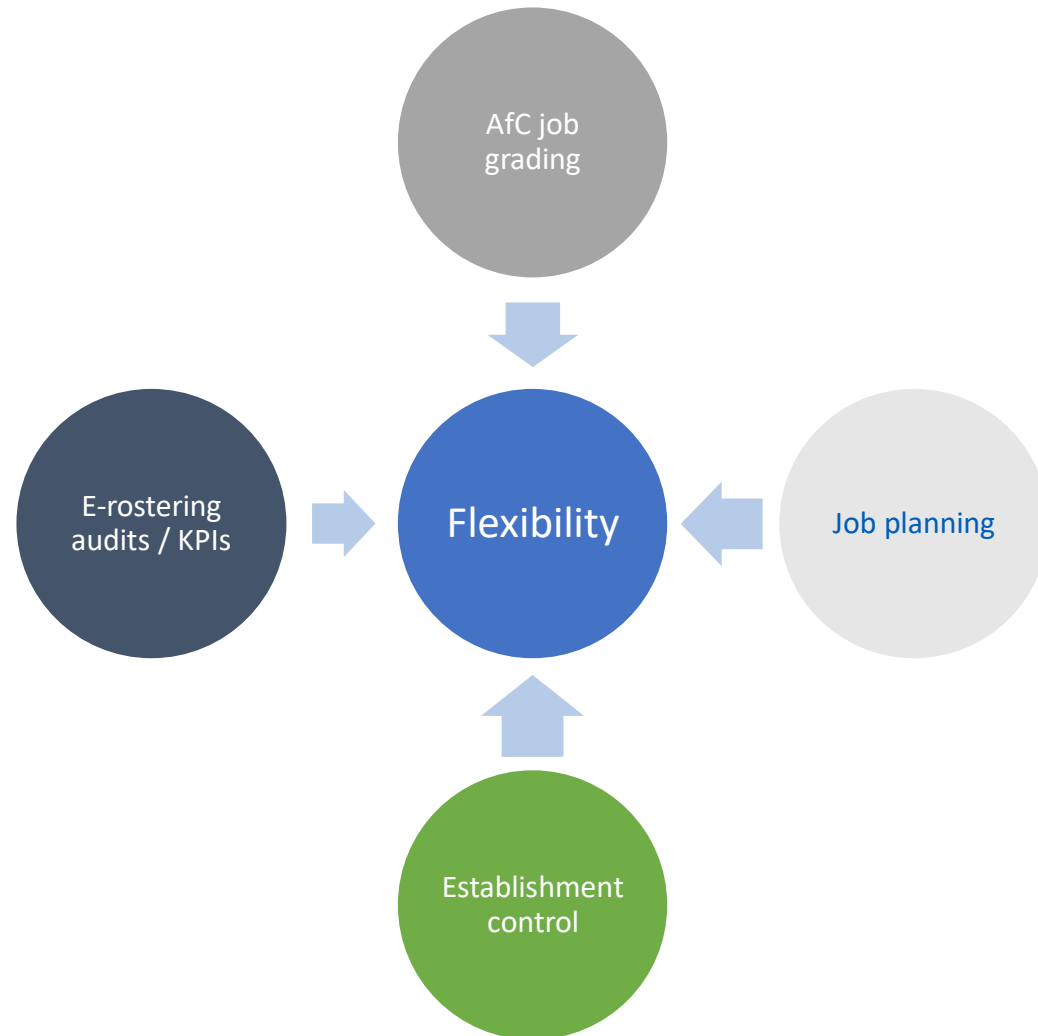 AfC job
grading
E-rostering
audits / KPIs
Flexibility
Job planning
Establishment
control